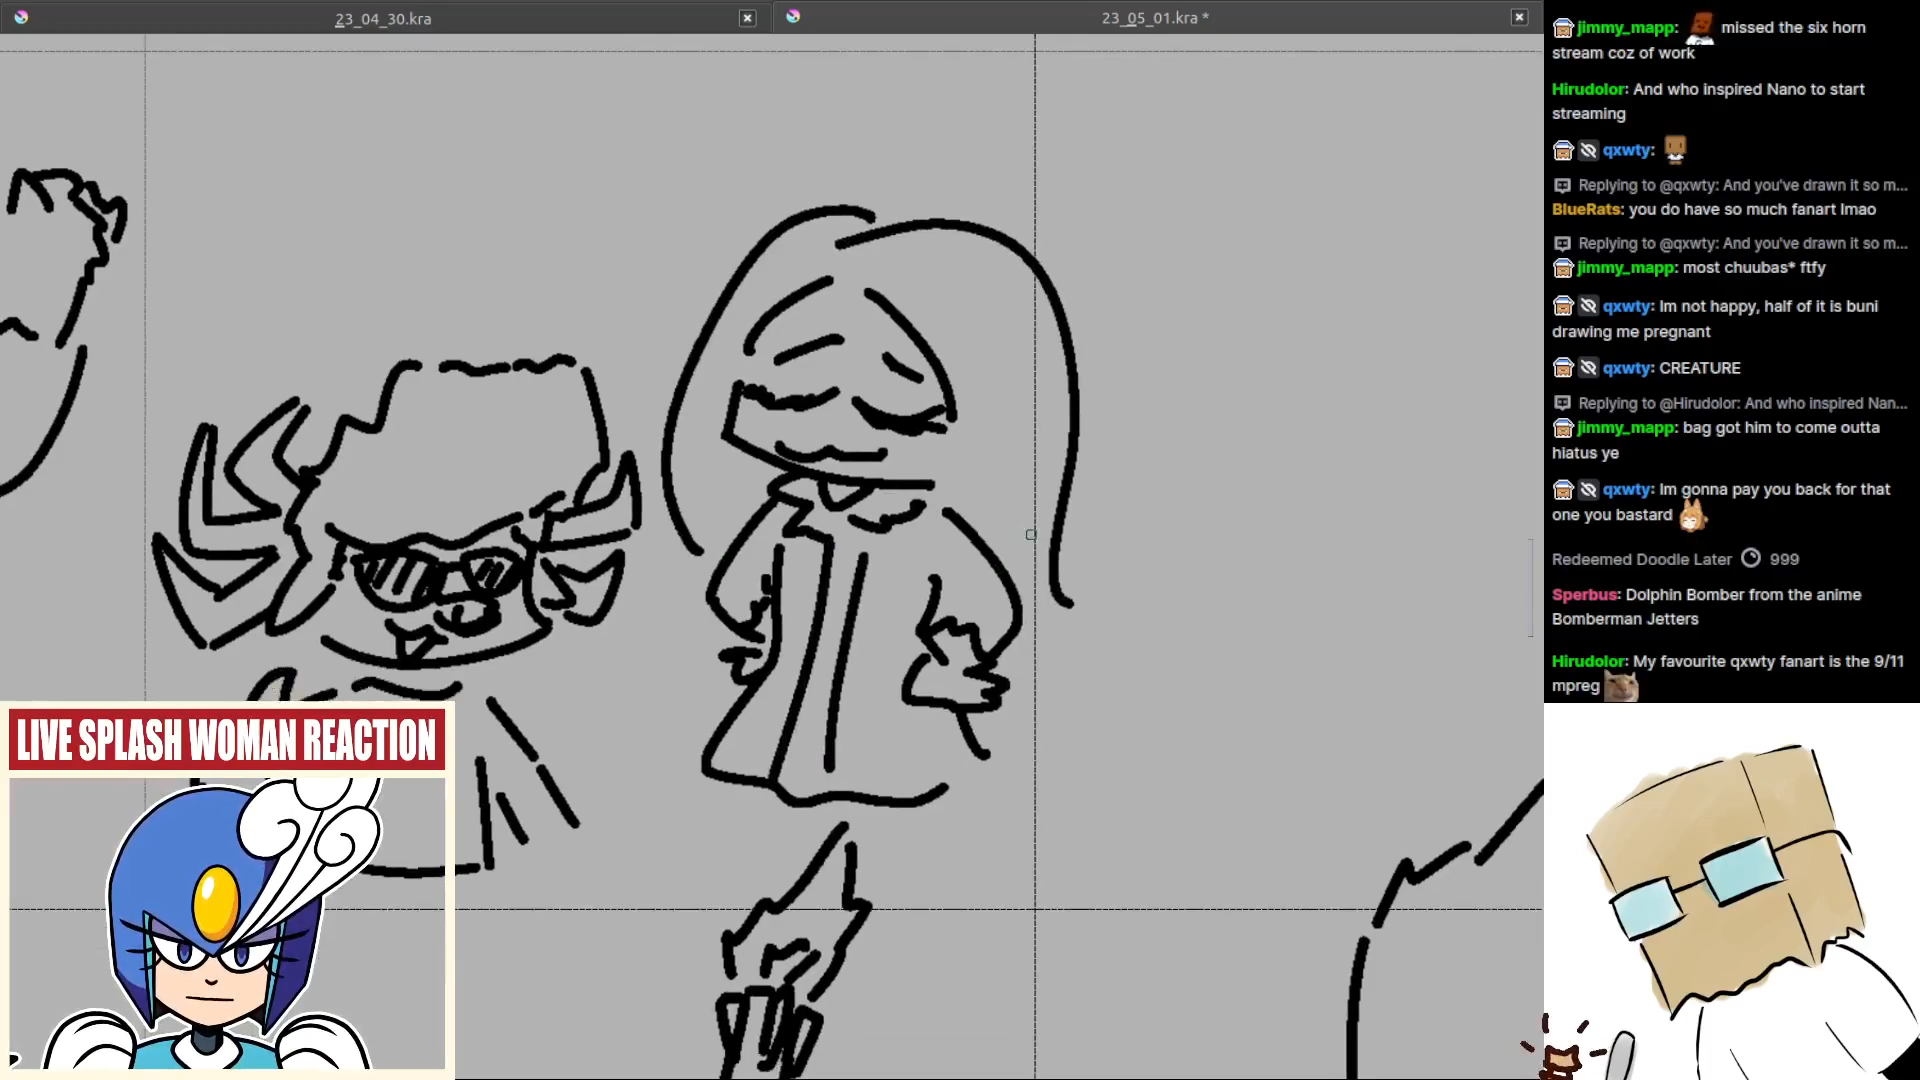 23_04_30.kra
23_05_01.kra *
jimmy_mapp: missed the six horn
stream coz of work
Hirudolor: And who inspired Nano to start
streaming
qxwty:
Replying to @qxwty: And you've drawn it so m...
BlueRats: you do have so much fanart lmao
Replying to @qxwty: And you've drawn it so m...
jimmy_mapp: most chuubas* ftfy
qxwty: Im not happy, half of it is buni
drawing me pregnant
qxwty: CREATURE
Replying to @Hirudolor: And who inspired Nan...
jimmy_mapp: bag got him to come outta
hiatus ye
qxwty: Im gonna pay you back for that
one you bastard
Redeemed Doodle Later 999
Sperbus: Dolphin Bomber from the anime
Bomberman Jetters
Hirudolor: My favourite qxwty fanart is the 9/11
mpreg
LIVE SPLASH WOMAN REACTION